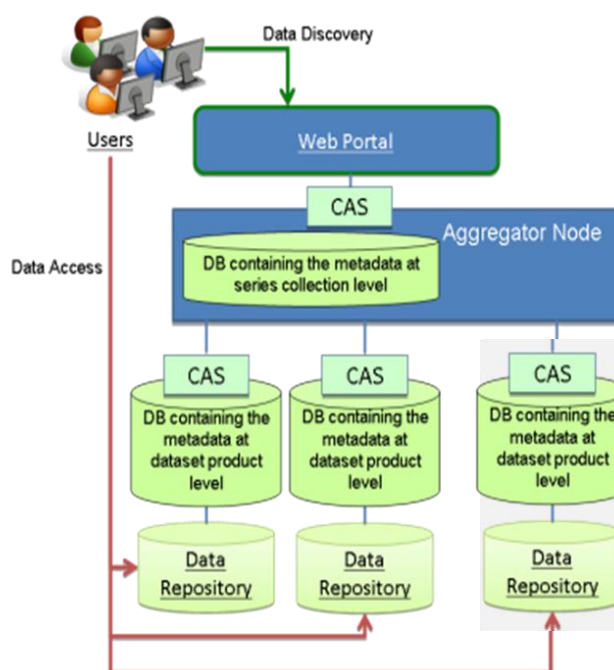 Data Discovery
Users
Web Portal
CAS
Aggregator Node
DB containing the metadata at
series collection level
Data Access
CAS
DB containing the
metadata at
dataset product
level
CAS
DB containing the
metadata at
dataset product
level
CAS
DB containing the
metadata at
dataset product
level
Data
Repository
Data
Repository
Data
Repository